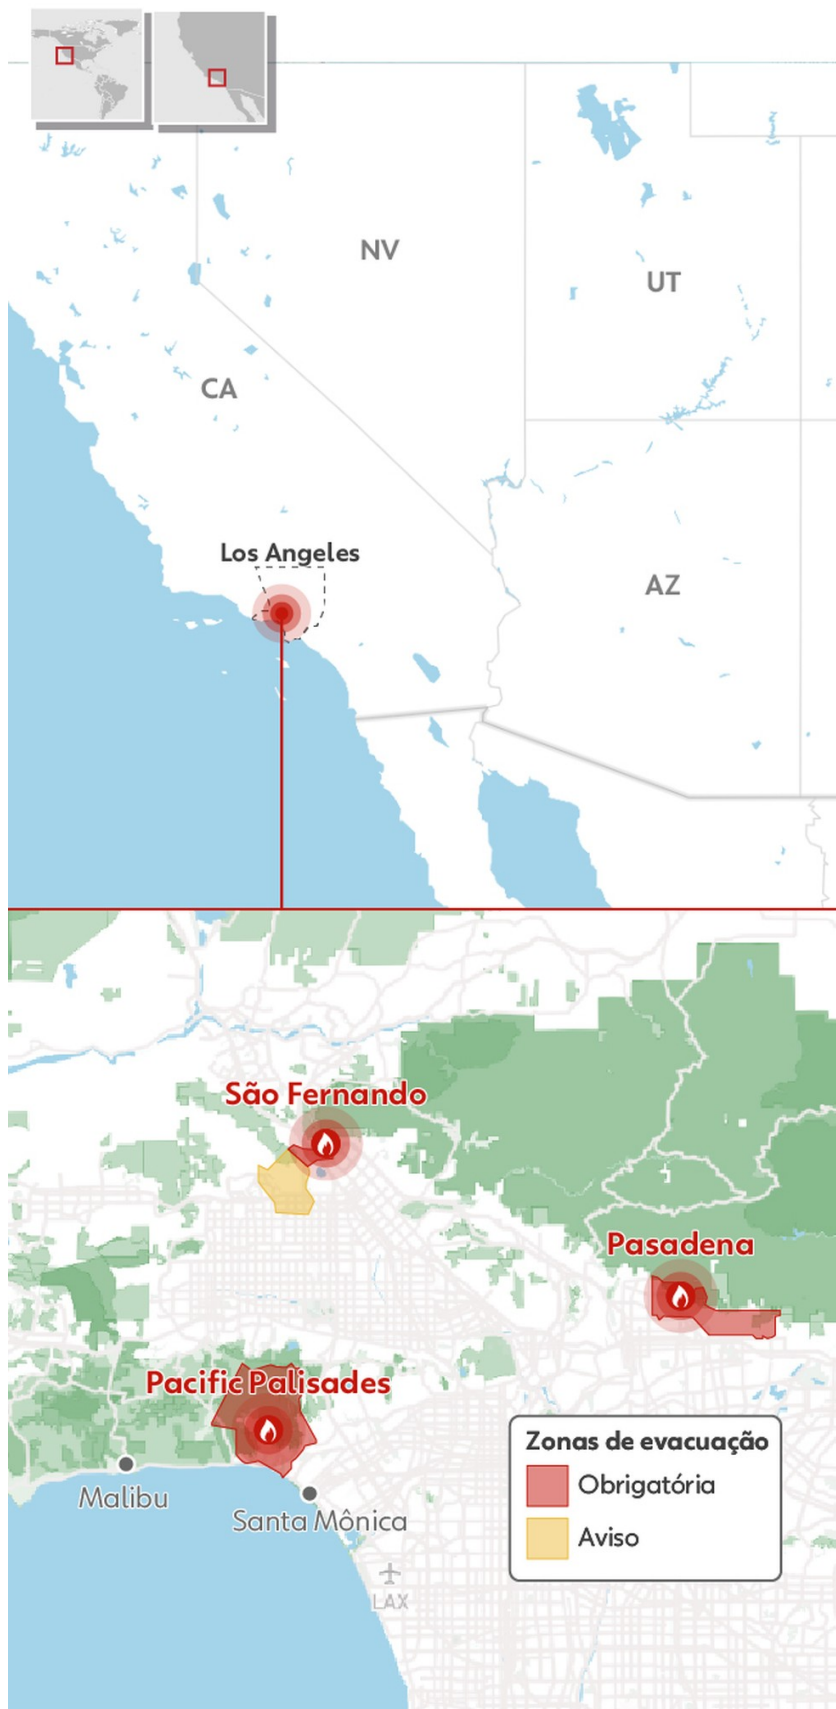 NV
UT
CA
Los Angeles
AZ
São Fernando
Pasadena
Pacific Palisades
Zonas de evacuação
Obrigatória
Aviso
Malibu
Santa Mônica
LAX